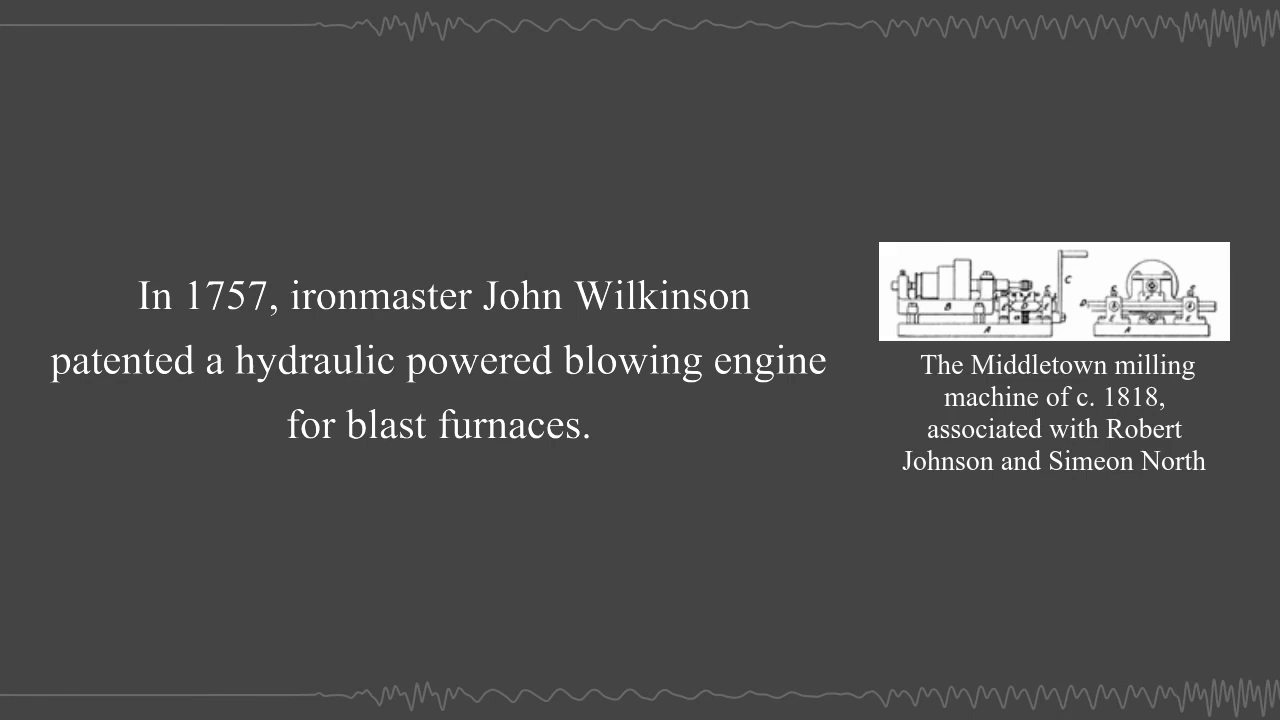 In 1757, ironmaster John Wilkinson
patented a hydraulic powered blowing engine
for blast furnaces.
The Middletown milling
machine of c. 1818,
associated with Robert
Johnson and Simeon North